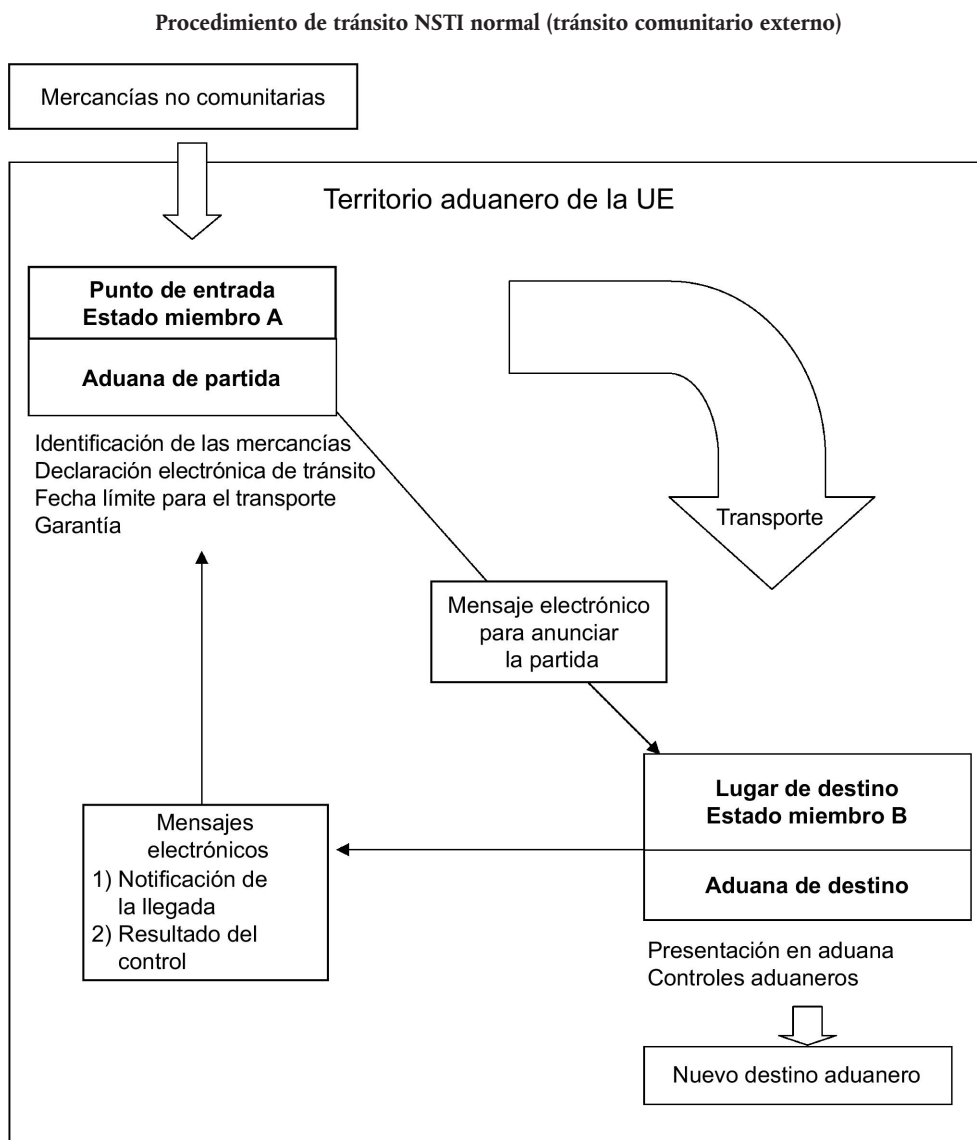 Procedimiento de tránsito NSTI normal (tránsito comunitario externo)
Mercancías no comunitarias
Territorio aduanero de la UE
Punto de entrada
Estado miembro A
Aduana de partida
Identificación de las mercancías
Declaración electrónica de tránsito
Fecha límite para el transporte
Garantía
Transporte
Mensaje electrónico
para anunciar
la partida
Lugar de destino
Estado miembro B
Aduana de destino
Mensajes
electrónicos
1) Notificación de
la llegada
2) Resultado del
control
Presentación en aduana
Controles aduaneros
Nuevo destino aduanero